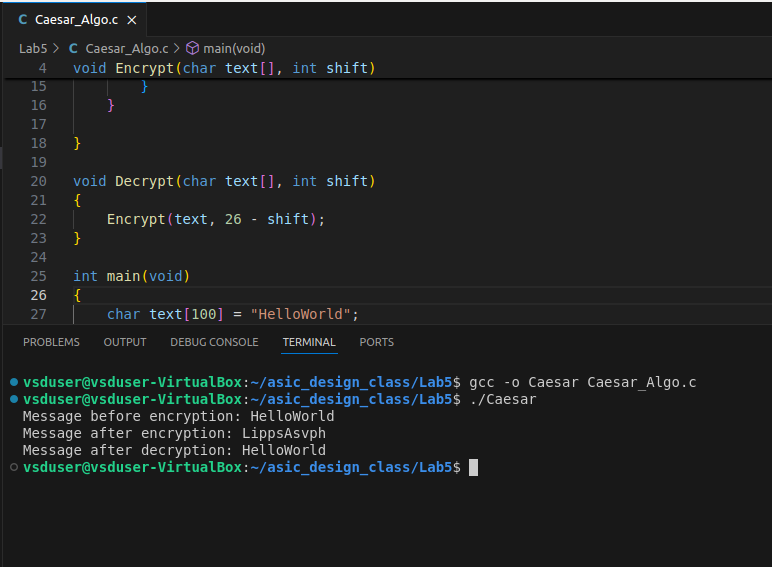 C Caesar_Algo.c ×
Lab5 > C Caesar_Algo.c > main(void)
4 void Encrypt(char text[], int shift)
15 }
16 }
17
18 }
19
20 void Decrypt(char text[], int shift)
21 {
22 Encrypt(text, 26 - shift);
23 }
24
25 int main(void)
26 {
27 char text[100] = "HelloWorld";
PROBLEMS OUTPUT DEBUG CONSOLE TERMINAL PORTS
vsduser@vsduser-VirtualBox:~/asic_design_class/Lab5$ gcc -o Caesar Caesar_Algo.c
vsduser@vsduser-VirtualBox:~/asic_design_class/Lab5$ ./Caesar
Message before encryption: HelloWorld
Message after encryption: LippsAsvph
Message after decryption: HelloWorld
vsduser@vsduser-VirtualBox:~/asic_design_class/Lab5$